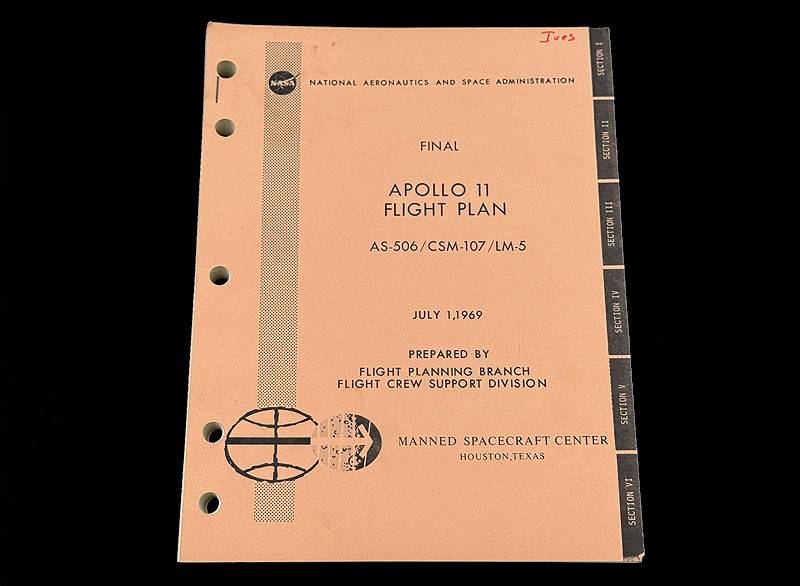 Ives
NASA
NATIONAL AERONAUTICS AND SPACE ADMINISTRATION
FINAL
APOLLO 11
FLIGHT PLAN
AS-506/CSM-107/LM-5
JULY 1,1969
PREPARED BY
FLIGHT PLANNING BRANCH
FLIGHT CREW SUPPORT DIVISION
MANNED SPACECRAFT CENTER
HOUSTON,TEXAS
SECTION I
SECTION II
SECTION III
SECTION IV
SECTION V
SECTION VI